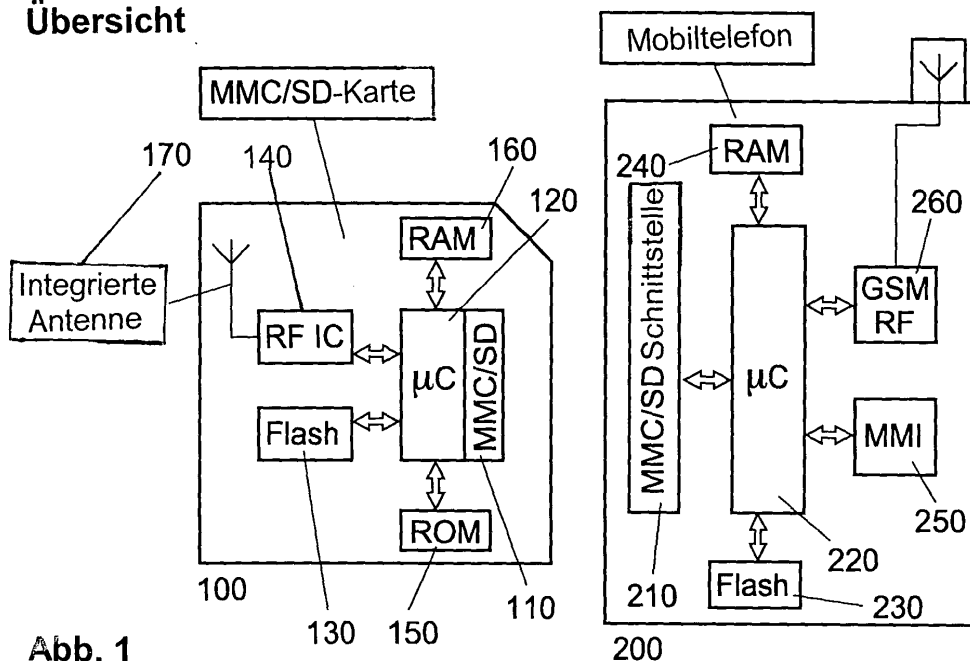 Übersicht
MMC/SD-Karte
Mobiltelefon
170
140
160
120
RAM
Integrierte
Antenne
RF IC
µC
MMC/SD
Flash
ROM
100
130
150
110
240
RAM
260
MMC/SD Schnittstelle
µC
GSM
RF
MMI
250
210
220
Flash
230
200
Abb. 1